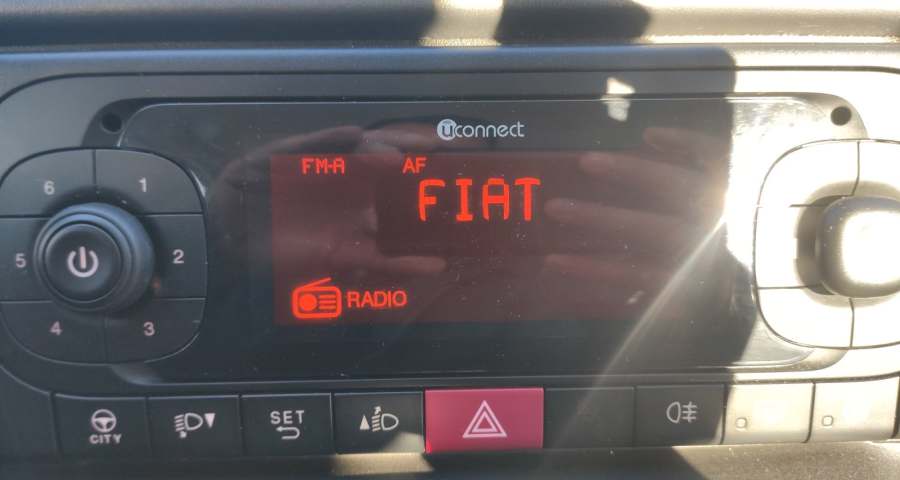 uconnect
FM-A AF
FIAT
6 1
5 2
4 3
RADIO
CITY
SET